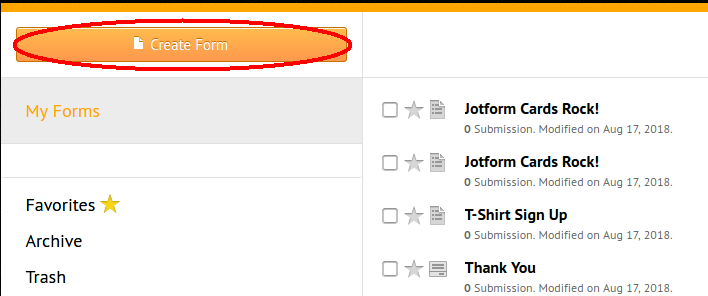 Create Form
My Forms
Favorites
Archive
Trash
Jotform Cards Rock!
0 Submission. Modified on Aug 17, 2018.
Jotform Cards Rock!
0 Submission. Modified on Aug 17, 2018.
T-Shirt Sign Up
0 Submission. Modified on Aug 17, 2018.
Thank You
0 Submission. Modified on Aug 17, 2018.